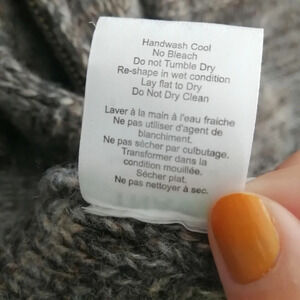 Handwash Cool
No Bleach
Do not Tumble Dry
Re-shape in wet condition
Lay flat to Dry
Do Not Dry Clean
Laver à la main à l'eau fraiche
Ne pas utiliser d'agent de
blanchiment.
Ne pas sécher par culbutage.
Transformer dans la
condition mouillée.
Sécher plat.
Ne pas nettoyer à sec.